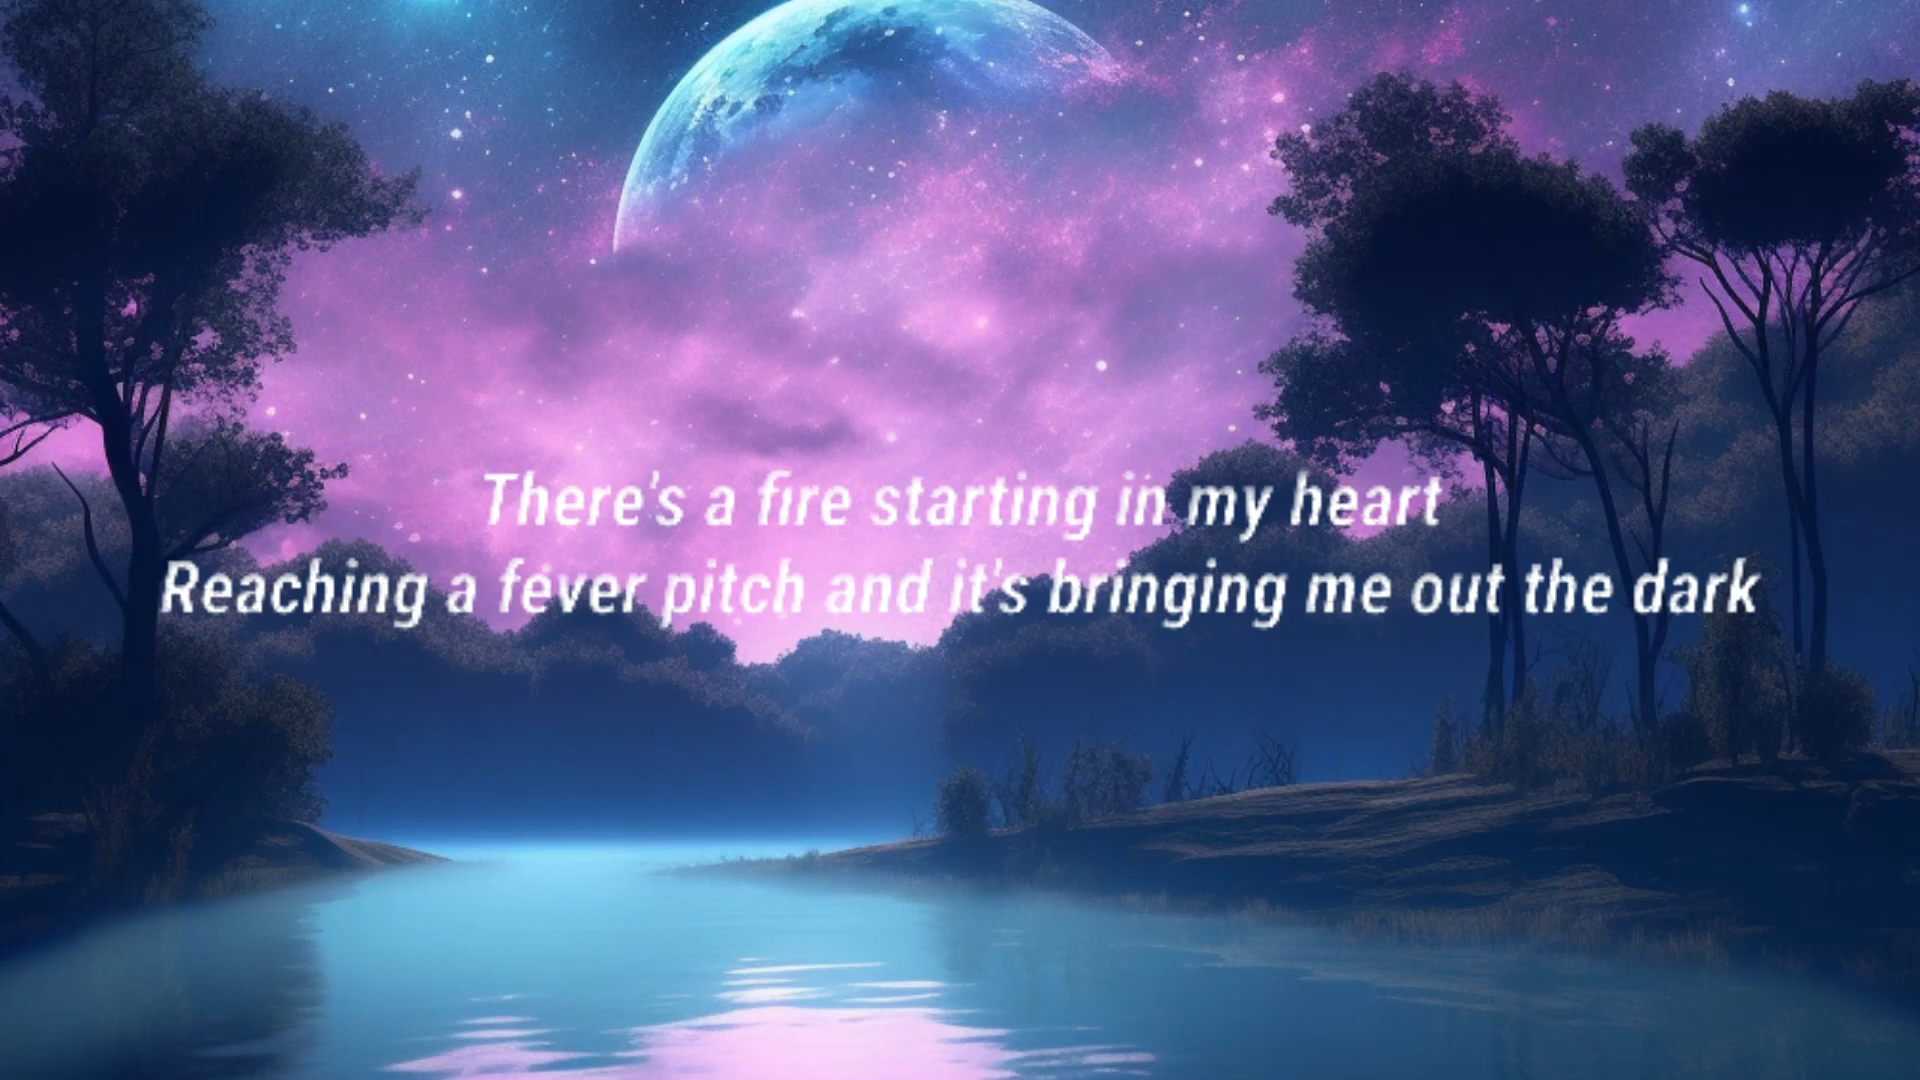 There's a fire starting in my heart
Reaching a fever pitch and it's bringing me out the dark